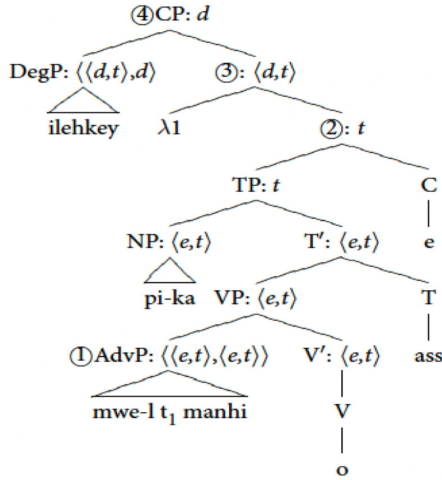 ④CP: d
DegP: ⟨⟨d,t⟩,d⟩ ③: ⟨d,t⟩
ilehkey λ1 ②: t
TP: t C
NP: ⟨e,t⟩ T′: ⟨e,t⟩ e
pi-ka VP: ⟨e,t⟩ T
①AdvP: ⟨⟨e,t⟩,⟨e,t⟩⟩ V′: ⟨e,t⟩ ass
mwe-l t₁ manhi V
o